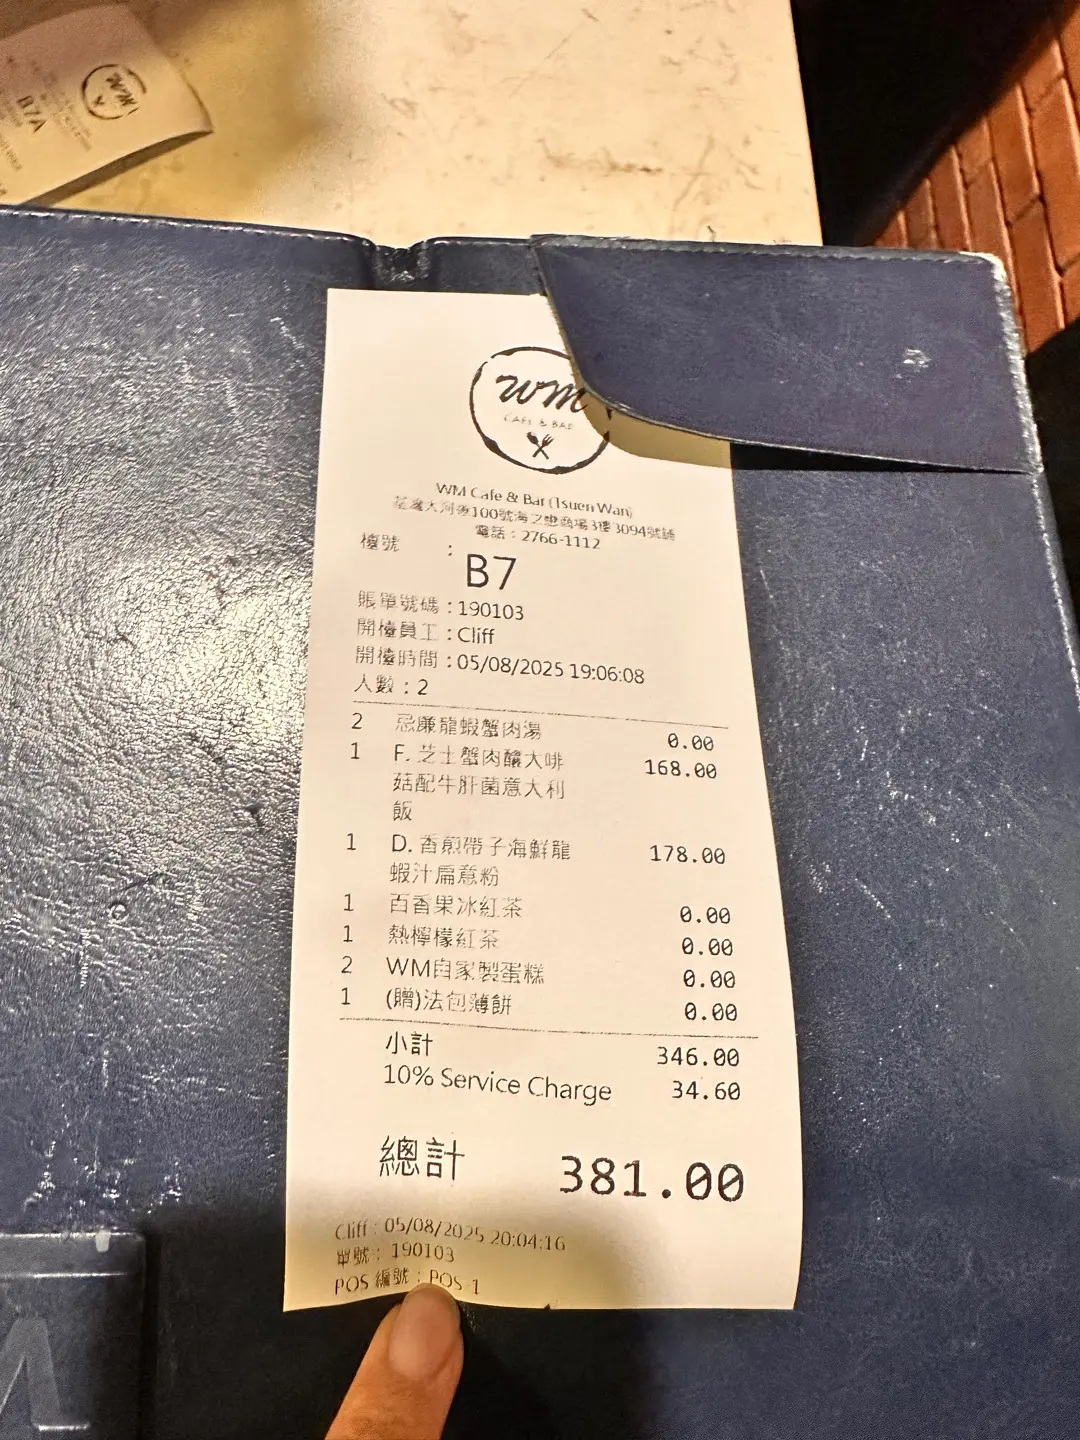 WM
CAFE & BAR
B7A
WM
CAFE & BAR
WM Cafe & Bar (Tsuen Wan)
荃灣大河道100號海之戀商場3樓3094號舖
電話：2766-1112
檯號 : B7
賬單號碼 : 190103
開檯員工 : Cliff
開檯時間 : 05/08/2025 19:06:08
人數 : 2
2 忌廉龍蝦蟹肉湯 0.00
1 F. 芝士蟹肉釀大啡 168.00
菇配牛肝菌意大利
飯
1 D. 香煎帶子海鮮龍 178.00
蝦汁扁意粉
1 百香果冰紅茶 0.00
1 熱檸檬紅茶 0.00
2 WM自家製蛋糕 0.00
1 (贈)法包薄餅 0.00
小計 346.00
10% Service Charge 34.60
總計 381.00
Cliff : 05/08/2025 20:04:16
單號 : 190103
POS 編號 : POS 1